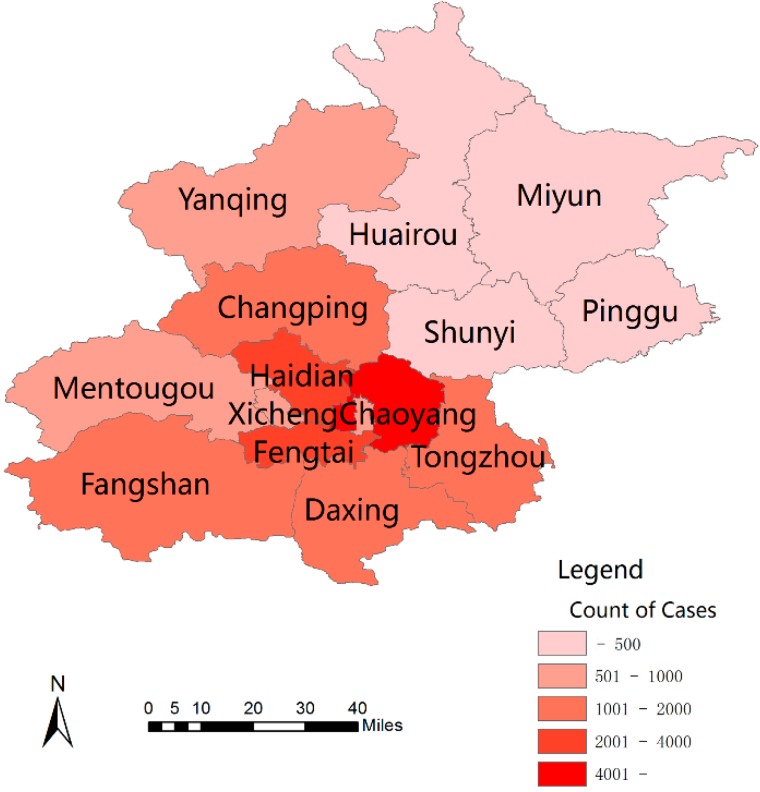 Yanqing
Miyun
Huairou
Changping
Pinggu
Shunyi
Haidian
Mentougou
XichengChaoyang
Fengtai
Tongzhou
Fangshan
Daxing
Legend
Count of Cases
- 500
501 - 1000
1001 - 2000
2001 - 4000
4001 -
N
0 5 10 20 30 40
Miles